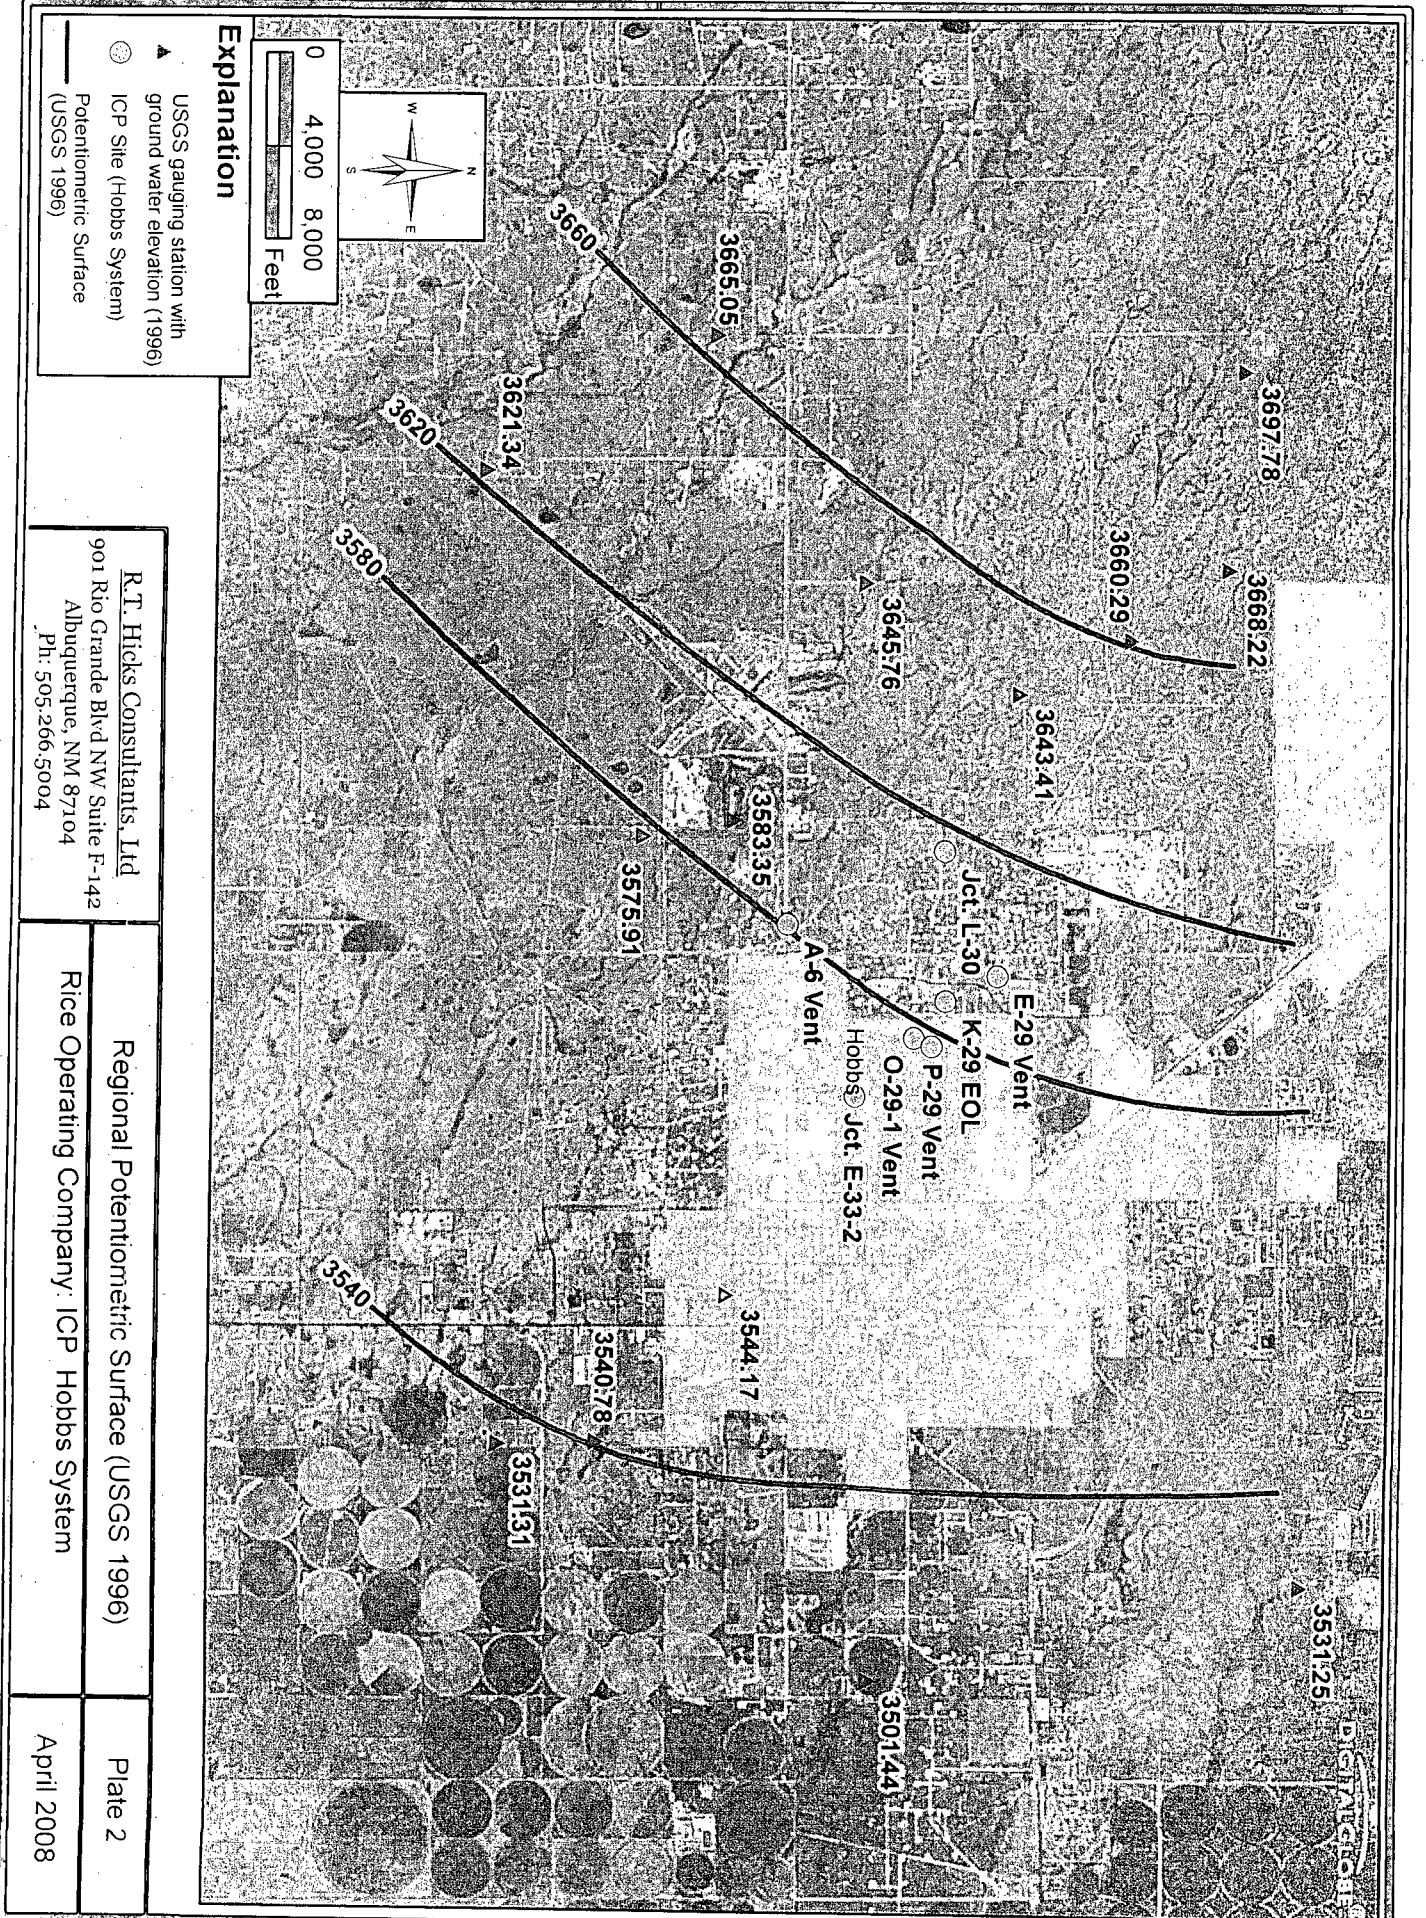 3697.78
3668.22
3531.25
DIGITALGLOBE
3660.29
3643.41
3645.76
3501.44
3665.05
Jct. L-30
E-29 Vent
K-29 EOL
P-29 Vent
O-29-1 Vent
Hobbs
Jct. E-33-2
A-6 Vent
3583.35
3544.17
3660
3575.91
3540.78
3621.34
3531.31
3620
3580
3540
N
W
E
S
0 4,000 8,000
Feet
Explanation
USGS gauging station with
ground water elevation (1996)
ICP Site (Hobbs System)
Potentiometric Surface
(USGS 1996)
R.T. Hicks Consultants, Ltd
901 Rio Grande Blvd NW Suite F-142
Albuquerque, NM 87104
Ph: 505.266.5004
Regional Potentiometric Surface (USGS 1996)
Rice Operating Company: ICP Hobbs System
Plate 2
April 2008